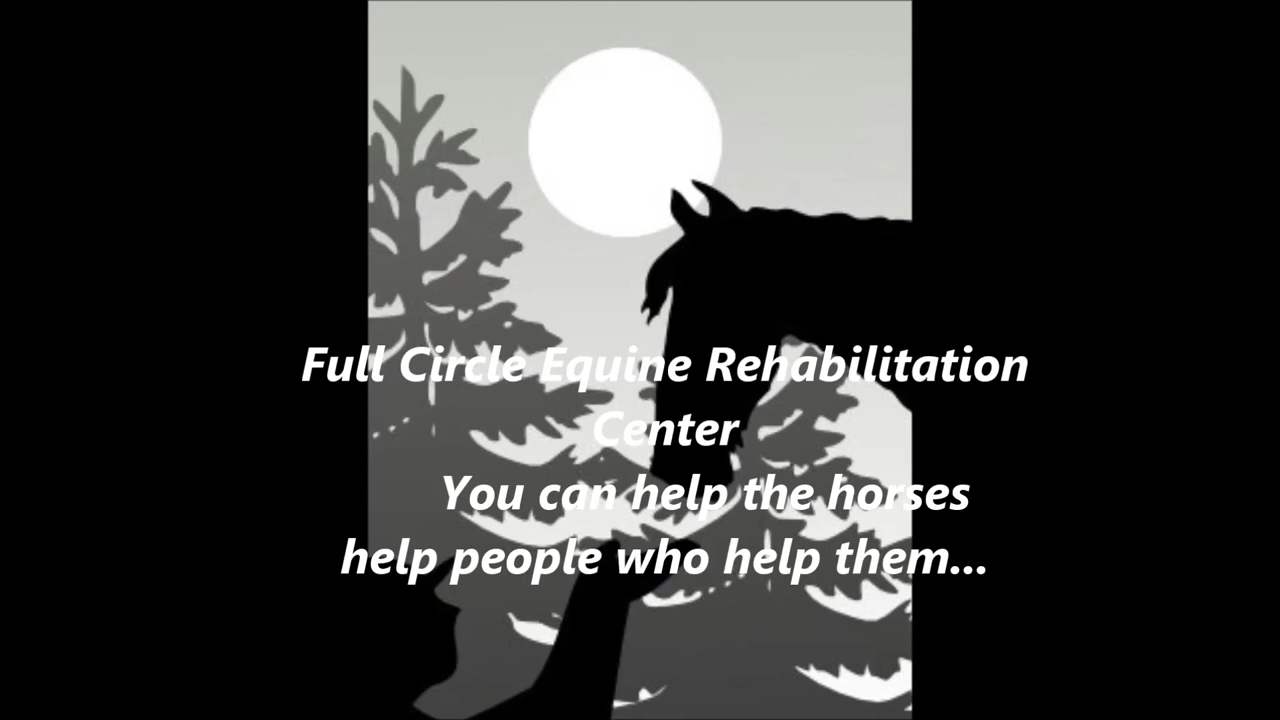 Full Circle Equine Rehabilitation
Center
You can help the horses
help people who help them...